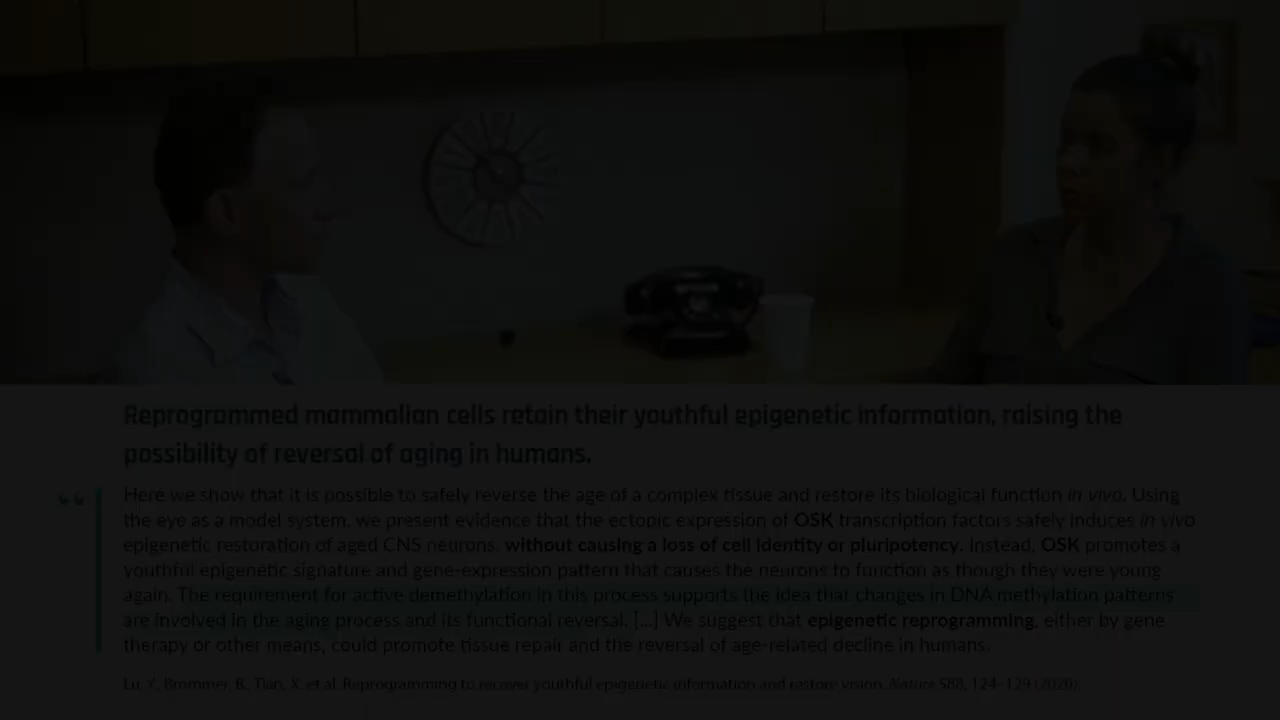 Reprogrammed mammalian cells retain their youthful epigenetic information, raising the
possibility of reversal of aging in humans.
Here we show that it is possible to safely reverse the age of a complex tissue and restore its biological function in vivo. Using
the eye as a model system, we present evidence that the ectopic expression of OSK transcription factors safely induces in vivo
epigenetic restoration of aged CNS neurons, without causing a loss of cell identity or pluripotency. Instead, OSK promotes a
youthful epigenetic signature and gene-expression pattern that causes the neurons to function as though they were young
again. The requirement for active demethylation in this process supports the idea that changes in DNA methylation patterns
are involved in the aging process and its functional reversal. [...] We suggest that epigenetic reprogramming, either by gene
therapy or other means, could promote tissue repair and the reversal of age-related decline in humans.
Lu, Y., Brommer, B., Tian, X. et al. Reprogramming to recover youthful epigenetic information and restore vision. Nature 588, 124–129 (2020).